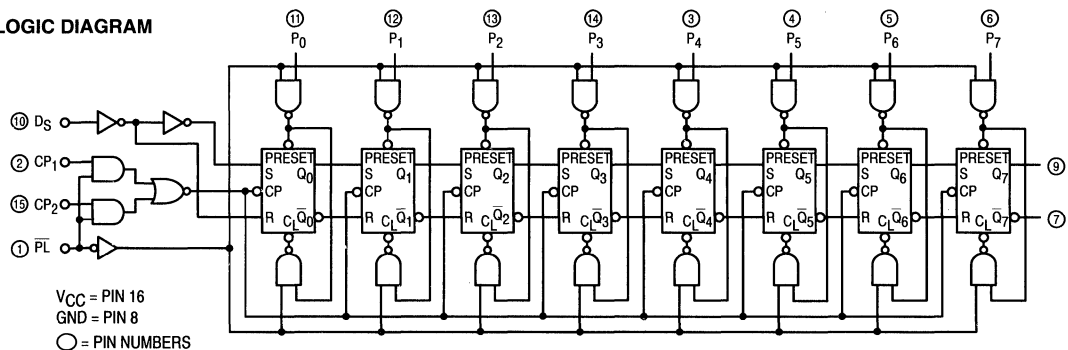 LOGIC DIAGRAM
⑪ ⑫ ⑬ ⑭ ③ ④ ⑤ ⑥
P0 P1 P2 P3 P4 P5 P6 P7
⑩ DS
② CP1
⑮ CP2
① P̅L̅
PRESET PRESET PRESET PRESET PRESET PRESET PRESET PRESET
S Q0 S Q1 S Q2 S Q3 S Q4 S Q5 S Q6 S Q7 ⑨
CP CP CP CP CP CP CP CP
R CL Q̅0 R CL Q̅1 R CL Q̅2 R CL Q̅3 R CL Q̅4 R CL Q̅5 R CL Q̅6 R CL Q̅7 ⑦
VCC = PIN 16
GND = PIN 8
◯ = PIN NUMBERS